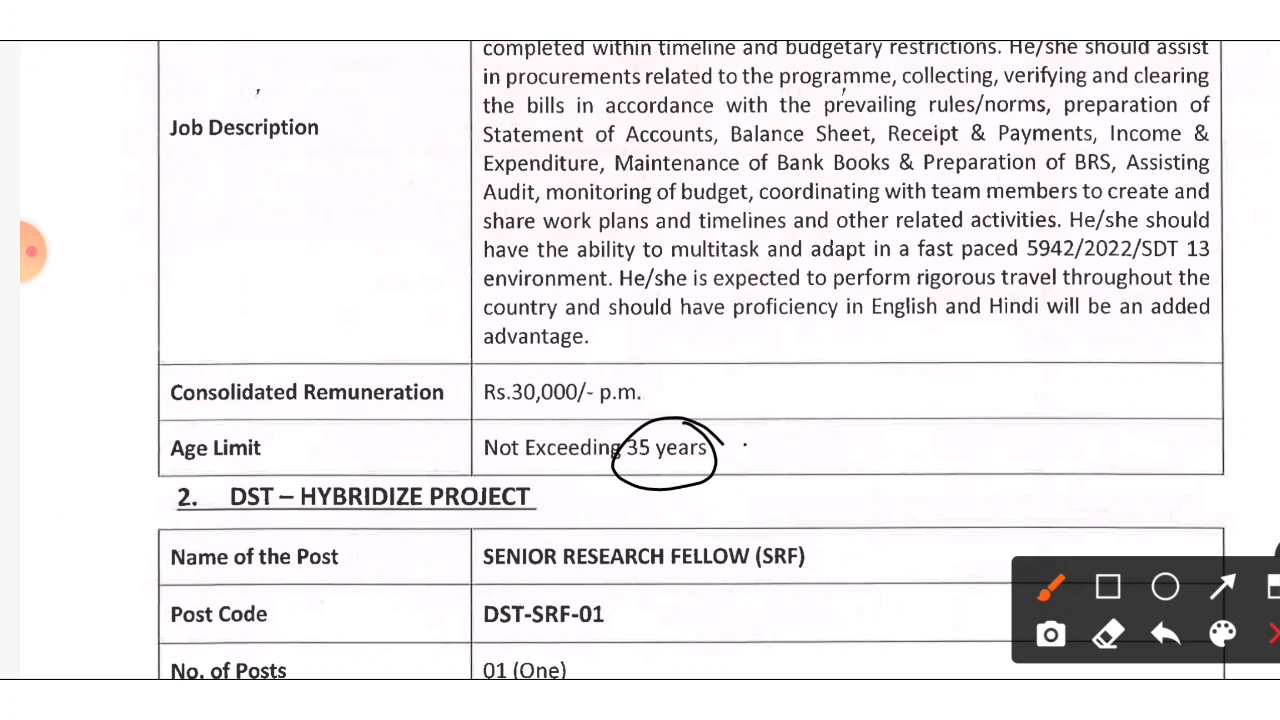 completed within timeline and budgetary restrictions. He/she should assist
in procurements related to the programme, collecting, verifying and clearing
the bills in accordance with the prevailing rules/norms, preparation of
Job Description
Statement of Accounts, Balance Sheet, Receipt & Payments, Income &
Expenditure, Maintenance of Bank Books & Preparation of BRS, Assisting
Audit, monitoring of budget, coordinating with team members to create and
share work plans and timelines and other related activities. He/she should
have the ability to multitask and adapt in a fast paced 5942/2022/SDT 13
environment. He/she is expected to perform rigorous travel throughout the
country and should have proficiency in English and Hindi will be an added
advantage.
Consolidated Remuneration Rs.30,000/- p.m.
Age Limit Not Exceeding 35 years
2. DST – HYBRIDIZE PROJECT
Name of the Post SENIOR RESEARCH FELLOW (SRF)
Post Code DST-SRF-01
No. of Posts 01 (One)